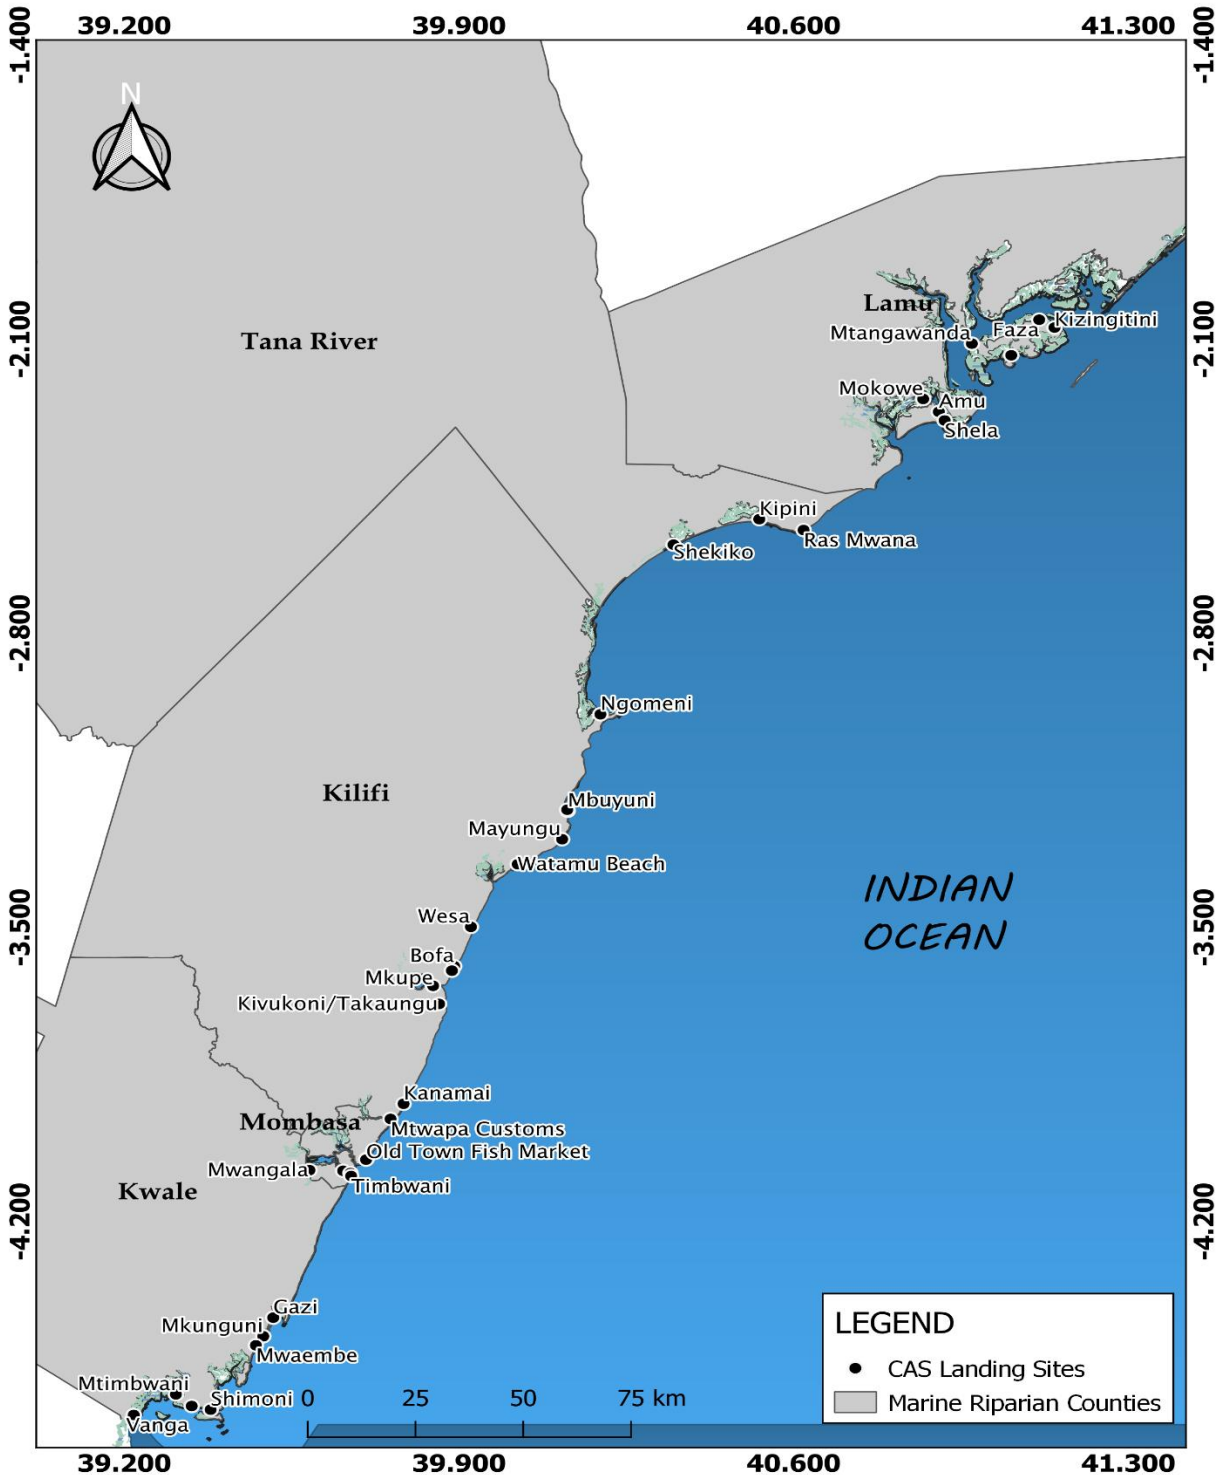 39.200 39.900 40.600 41.300
-1.400 -1.400
N
Lamu
Tana River
-2.100 -2.100
Mtangawanda Faza Kizingitini
Mokowe
Amu
Shela
Kipini
Ras Mwana
Shekiko
-2.800 -2.800
Ngomeni
Kilifi
Mbuyuni
Mayungu
Watamu Beach
INDIAN
OCEAN
-3.500 -3.500
Wesa
Bofa
Mkupe
Kivukoni/Takaungu
Kanamai
Mombasa
Mtwapa Customs
Old Town Fish Market
Mwangala
Timbwani
Kwale
-4.200 -4.200
Gazi
Mkunguni
Mwaembe
Mtimbwani
Shimoni
Vanga
0 25 50 75 km
LEGEND
CAS Landing Sites
Marine Riparian Counties
39.200 39.900 40.600 41.300